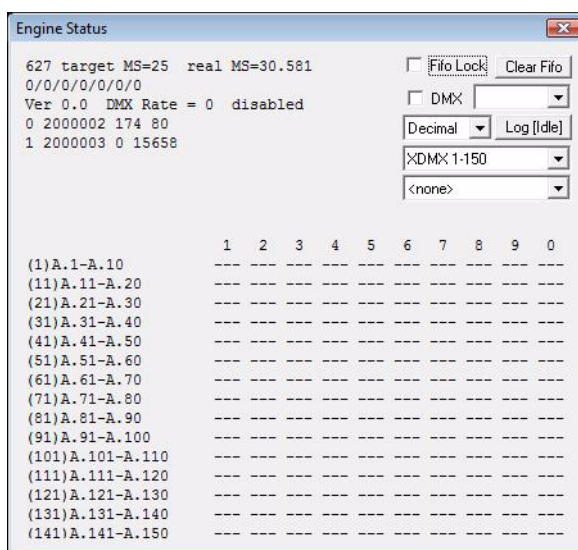 Engine Status
627 target MS=25 real MS=30.581
0/0/0/0/0/0/0
Ver 0.0 DMX Rate = 0 disabled
0 2000002 174 80
1 2000003 0 15658
Fifo Lock Clear Fifo
DMX
Decimal Log [Idle]
XDMX 1-150
<none>
1 2 3 4 5 6 7 8 9 0
(1)A.1-A.10 --- --- --- --- --- --- --- --- --- ---
(11)A.11-A.20 --- --- --- --- --- --- --- --- --- ---
(21)A.21-A.30 --- --- --- --- --- --- --- --- --- ---
(31)A.31-A.40 --- --- --- --- --- --- --- --- --- ---
(41)A.41-A.50 --- --- --- --- --- --- --- --- --- ---
(51)A.51-A.60 --- --- --- --- --- --- --- --- --- ---
(61)A.61-A.70 --- --- --- --- --- --- --- --- --- ---
(71)A.71-A.80 --- --- --- --- --- --- --- --- --- ---
(81)A.81-A.90 --- --- --- --- --- --- --- --- --- ---
(91)A.91-A.100 --- --- --- --- --- --- --- --- --- ---
(101)A.101-A.110 --- --- --- --- --- --- --- --- --- ---
(111)A.111-A.120 --- --- --- --- --- --- --- --- --- ---
(121)A.121-A.130 --- --- --- --- --- --- --- --- --- ---
(131)A.131-A.140 --- --- --- --- --- --- --- --- --- ---
(141)A.141-A.150 --- --- --- --- --- --- --- --- --- ---